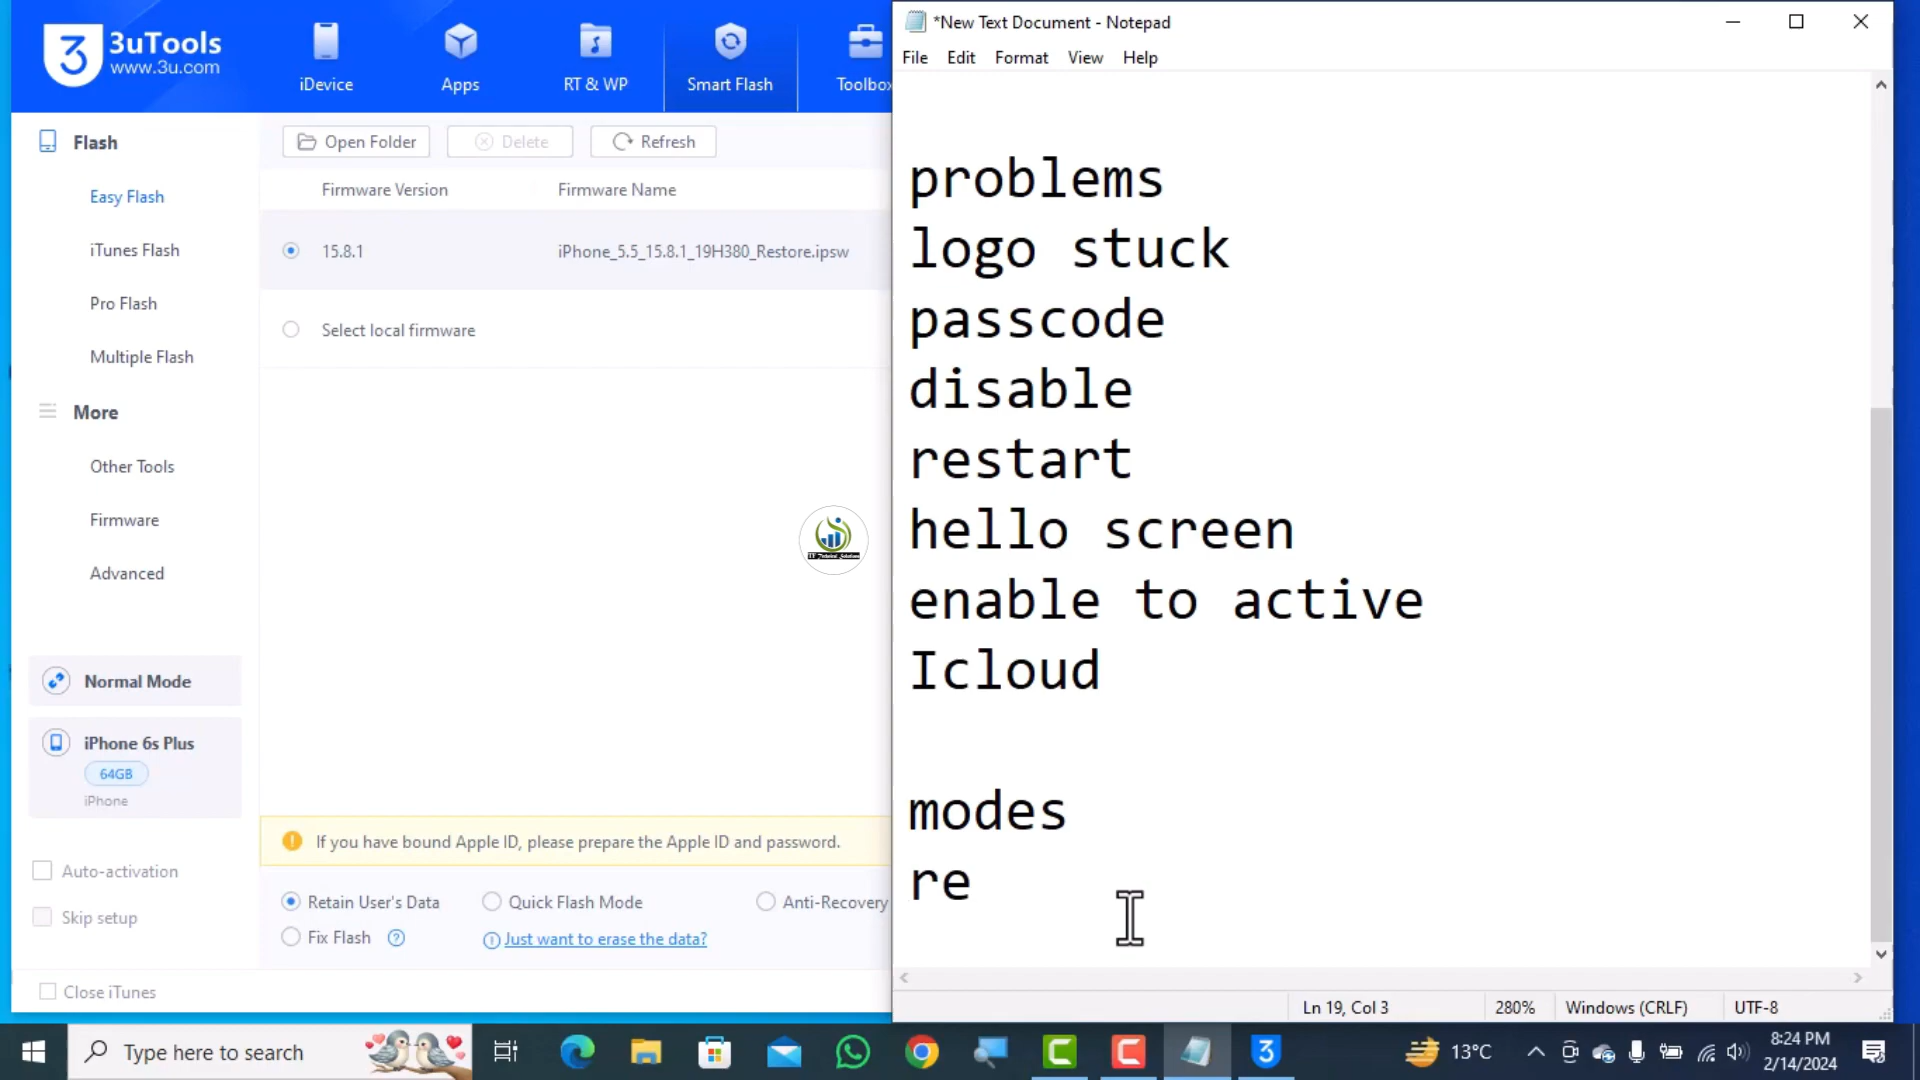 3uTools
www.3u.com
iDevice
Apps
RT & WP
Smart Flash
Toolbox
Flash
Easy Flash
iTunes Flash
Pro Flash
Multiple Flash
More
Other Tools
Firmware
Advanced
Normal Mode
iPhone 6s Plus
64GB
iPhone
Auto-activation
Skip setup
Close iTunes
Open Folder
Delete
Refresh
Firmware Version
Firmware Name
15.8.1
iPhone_5.5_15.8.1_19H380_Restore.ipsw
Select local firmware
If you have bound Apple ID, please prepare the Apple ID and password.
Retain User's Data
Quick Flash Mode
Anti-Recovery
Fix Flash
Just want to erase the data?
*New Text Document - Notepad
File Edit Format View Help
problems
logo stuck
passcode
disable
restart
hello screen
enable to active
Icloud
modes
re
Ln 19, Col 3
280%
Windows (CRLF)
UTF-8
Type here to search
13°C
8:24 PM
2/14/2024